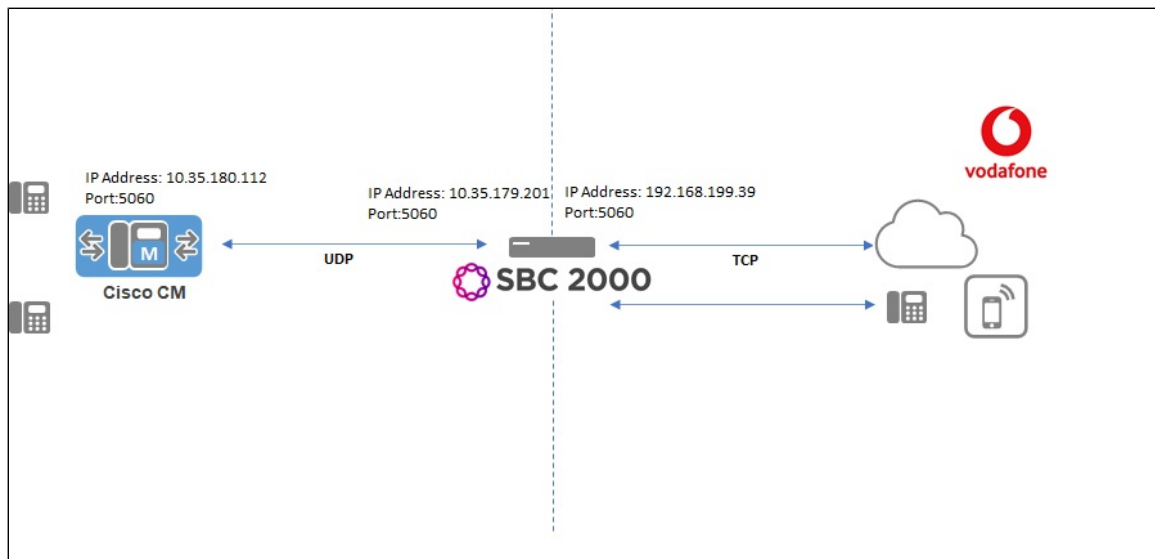 vodafone
IP Address: 10.35.180.112
Port:5060
IP Address: 10.35.179.201
Port:5060
IP Address: 192.168.199.39
Port:5060
M
UDP
TCP
SBC 2000
Cisco CM